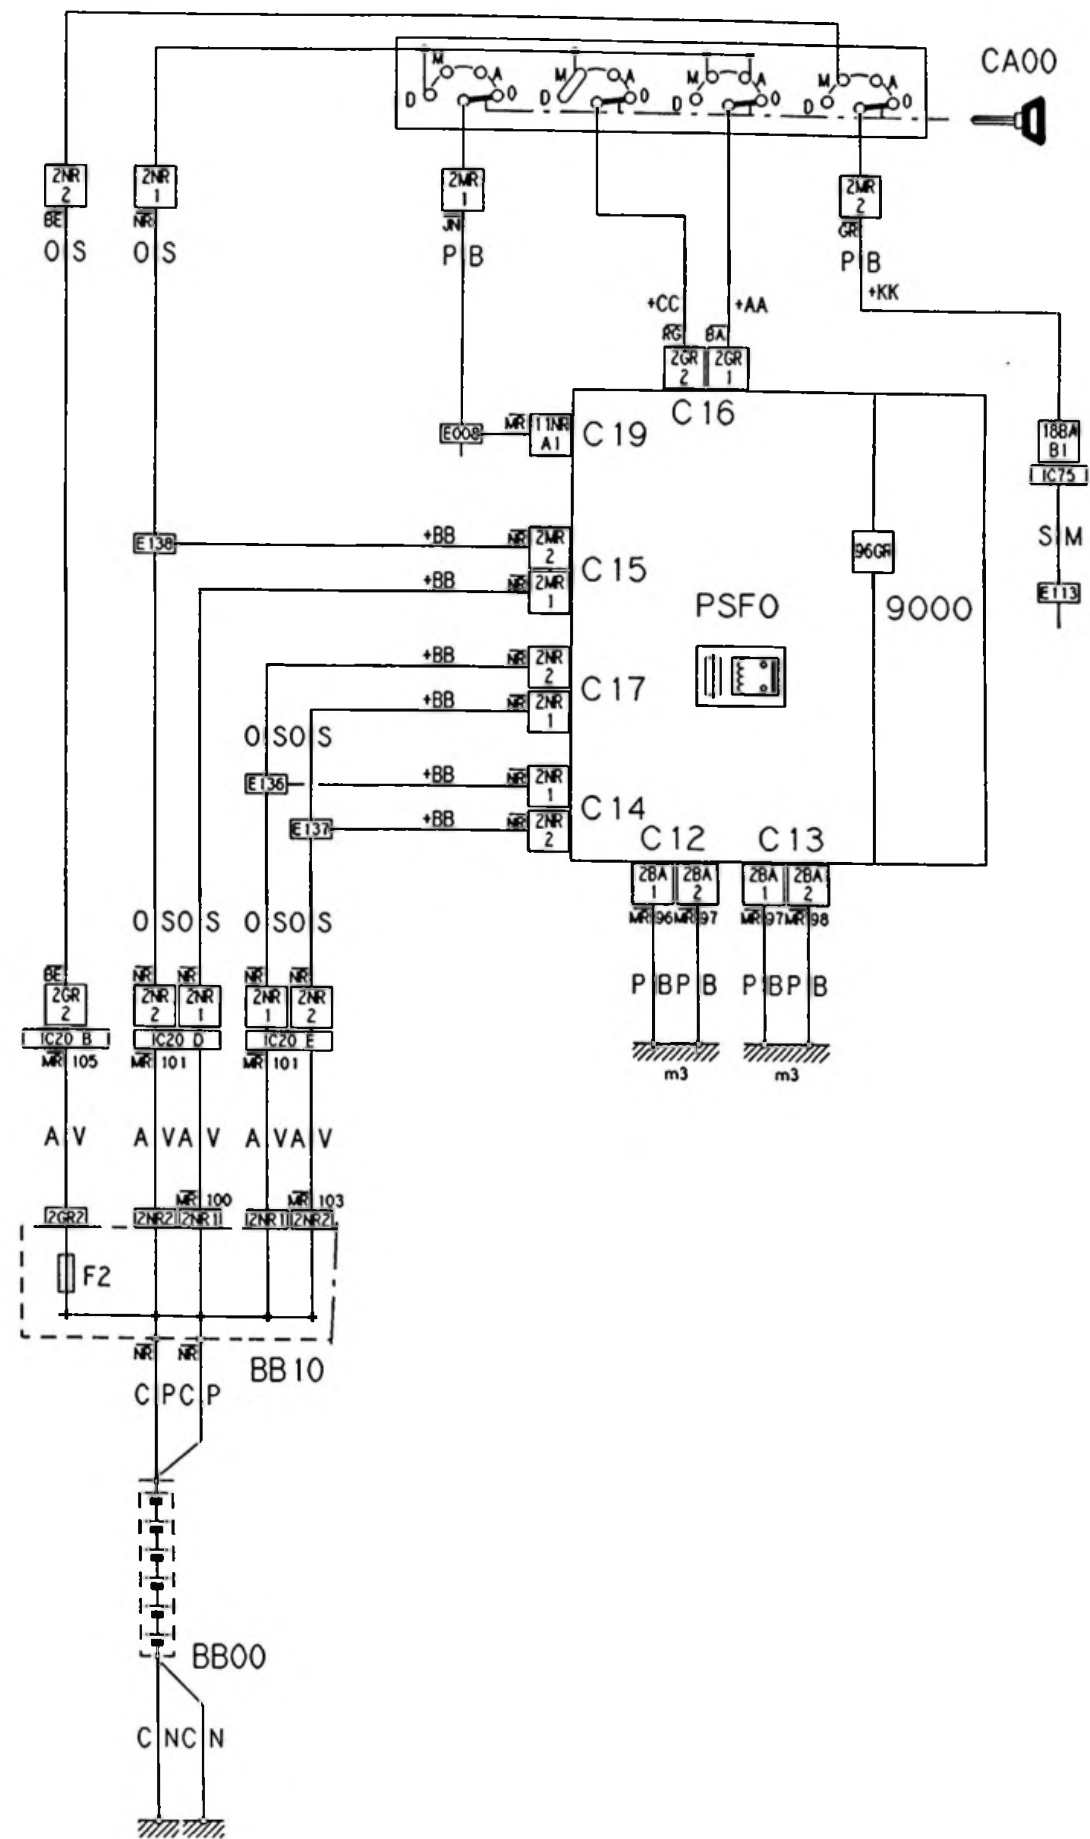 CA00
M A D O
M A D O
M A D O
M A D O
2NR 2
2NR 1
2MR 1
2MR 2
BE
NR
JN
GR
O S
O S
P B
P B
+KK
+CC
+AA
RG
BA
2GR 2
2GR 1
C16
E008
MR
11NR A1
C19
18BA B1
IC75
S M
E113
E138
+BB
NR
2MR 2
C15
+BB
NR
2MR 1
96GR
PSF0
9000
+BB
NR
2NR 2
C17
+BB
NR
2NR 1
O S O S
E136
+BB
NR
2NR 1
C14
E137
+BB
NR
2NR 2
C12
C13
2BA 1
2BA 2
2BA 1
2BA 2
MR 96 MR 97
MR 97 MR 98
O S O S
O S O S
P B P B
P B P B
BE
NR
NR
NR
NR
2GR 2
2NR 2
2NR 1
2NR 1
2NR 2
IC20 B
IC20 D
IC20 E
MR 105
MR 101
MR 101
m3
m3
A V
A V A V
A V A V
MR 100
MR 103
2GR2
2NR2
2NR1
2NR1
2NR2
F2
BB10
NR
NR
C P C P
BB00
C N C N